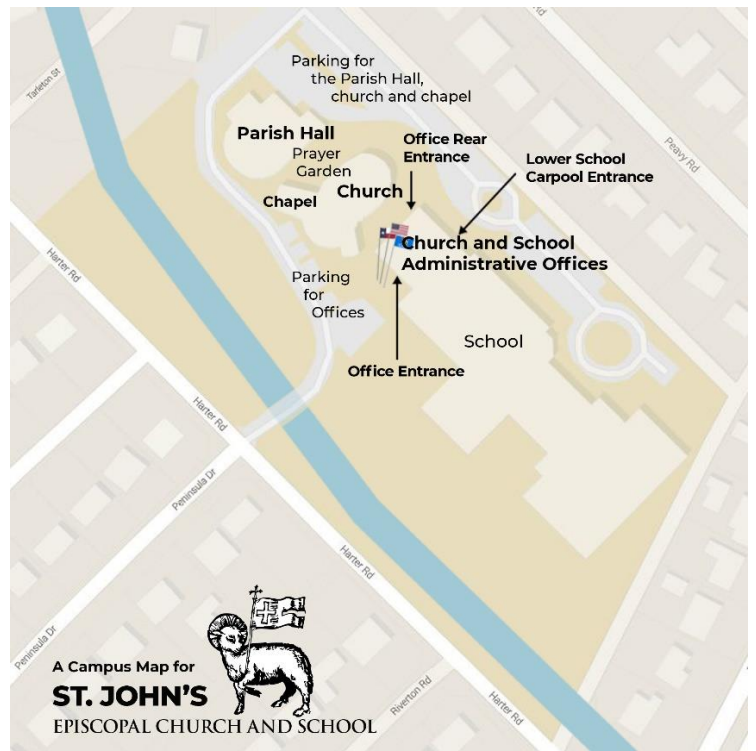 Tarleton St
Parking for
the Parish Hall,
church and chapel
Peavy Rd
Parish Hall
Prayer
Garden
Office Rear
Entrance
Lower School
Carpool Entrance
Church
Chapel
Church and School
Administrative Offices
Harter Rd
Parking
for
Offices
School
Office Entrance
Harter Rd
Peninsula Dr
Harter Rd
Peninsula Dr
A Campus Map for
ST. JOHN'S
EPISCOPAL CHURCH AND SCHOOL
Riverton Rd
Harter Rd